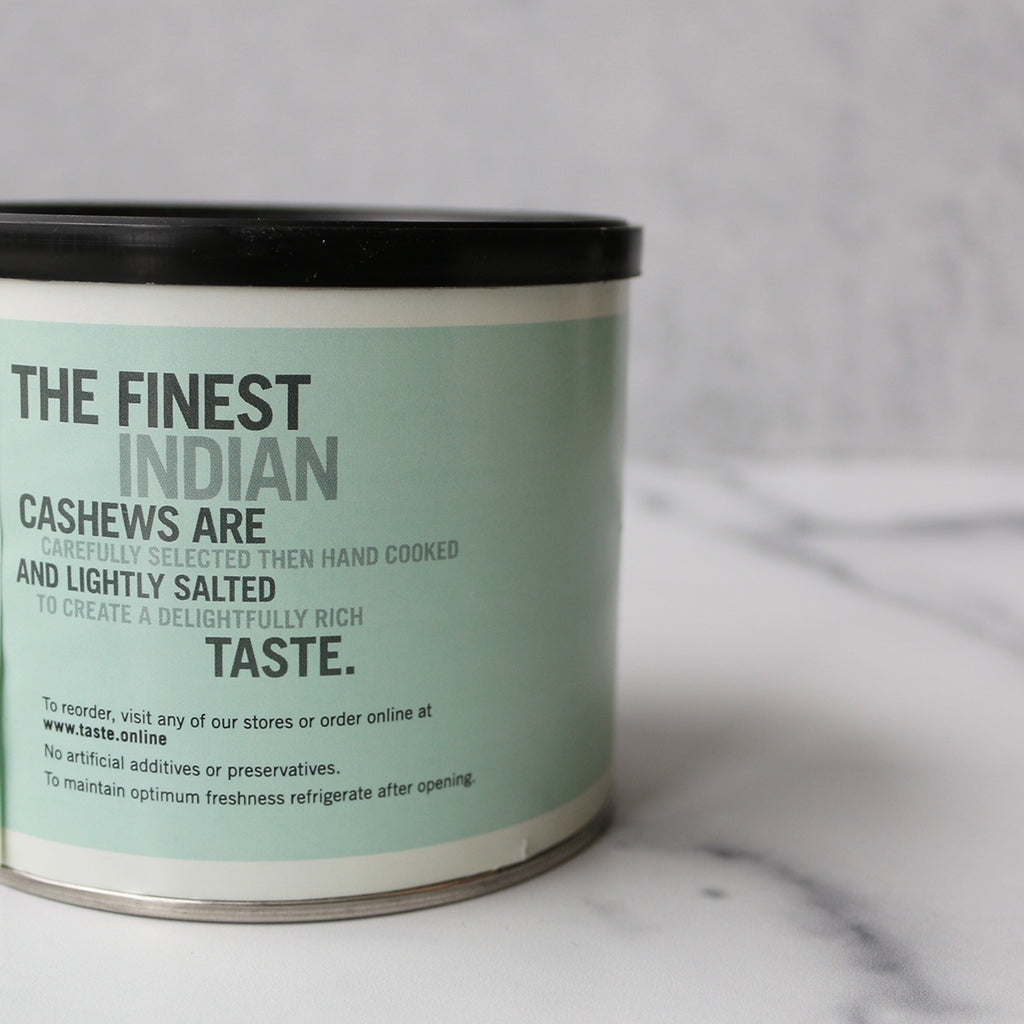 THE FINEST
INDIAN
CASHEWS ARE
CAREFULLY SELECTED THEN HAND COOKED
AND LIGHTLY SALTED
TO CREATE A DELIGHTFULLY RICH
TASTE.
To reorder, visit any of our stores or order online at
www.taste.online
No artificial additives or preservatives.
To maintain optimum freshness refrigerate after opening.